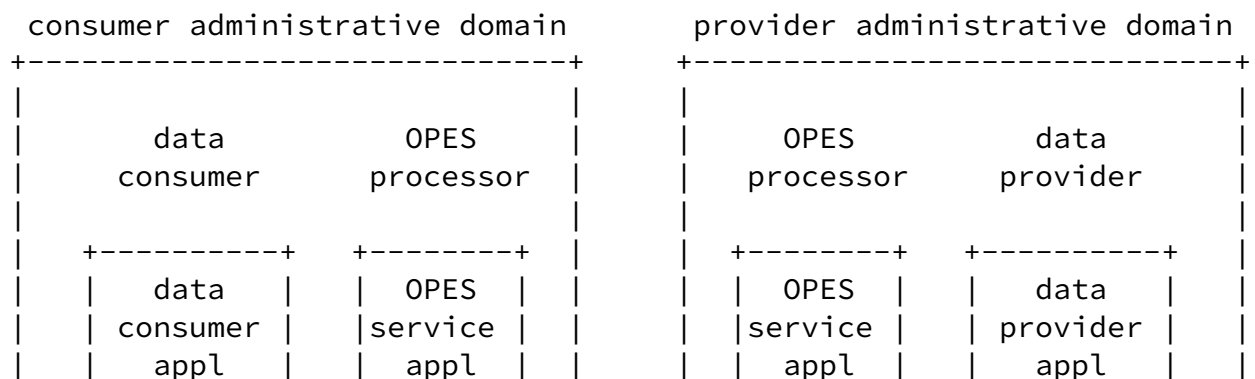 consumer administrative domain provider administrative domain
+------------------------------+ +------------------------------+
| | | |
| data OPES | | OPES data |
| consumer processor | | processor provider |
| | | |
| +----------+ +--------+ | | +--------+ +----------+ |
| | data | | OPES | | | | OPES | | data | |
| | consumer | |service | | | |service | | provider | |
| | appl | | appl | | | | appl | | appl | |